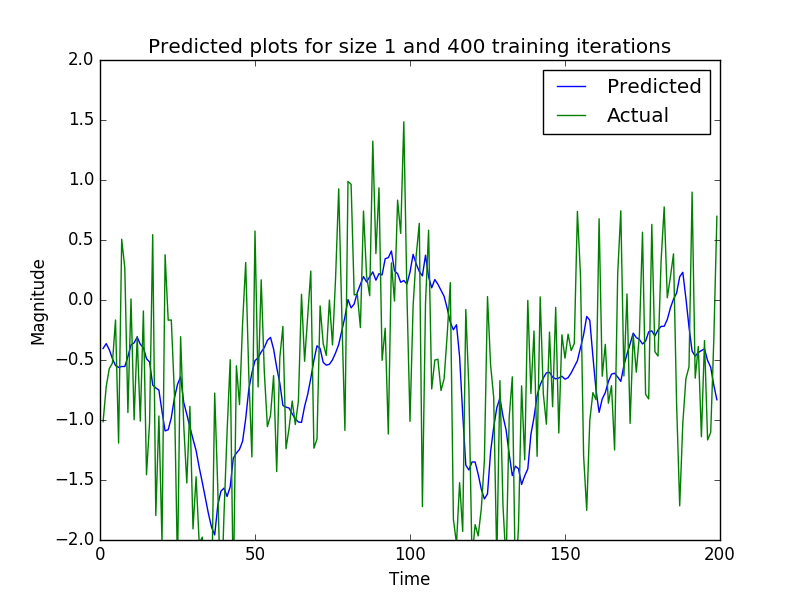 Predicted plots for size 1 and 400 training iterations
2.0
Predicted
Actual
1.5
1.0
0.5
0.0
Magnitude
−0.5
−1.0
−1.5
−2.0
0 50 100 150 200
Time